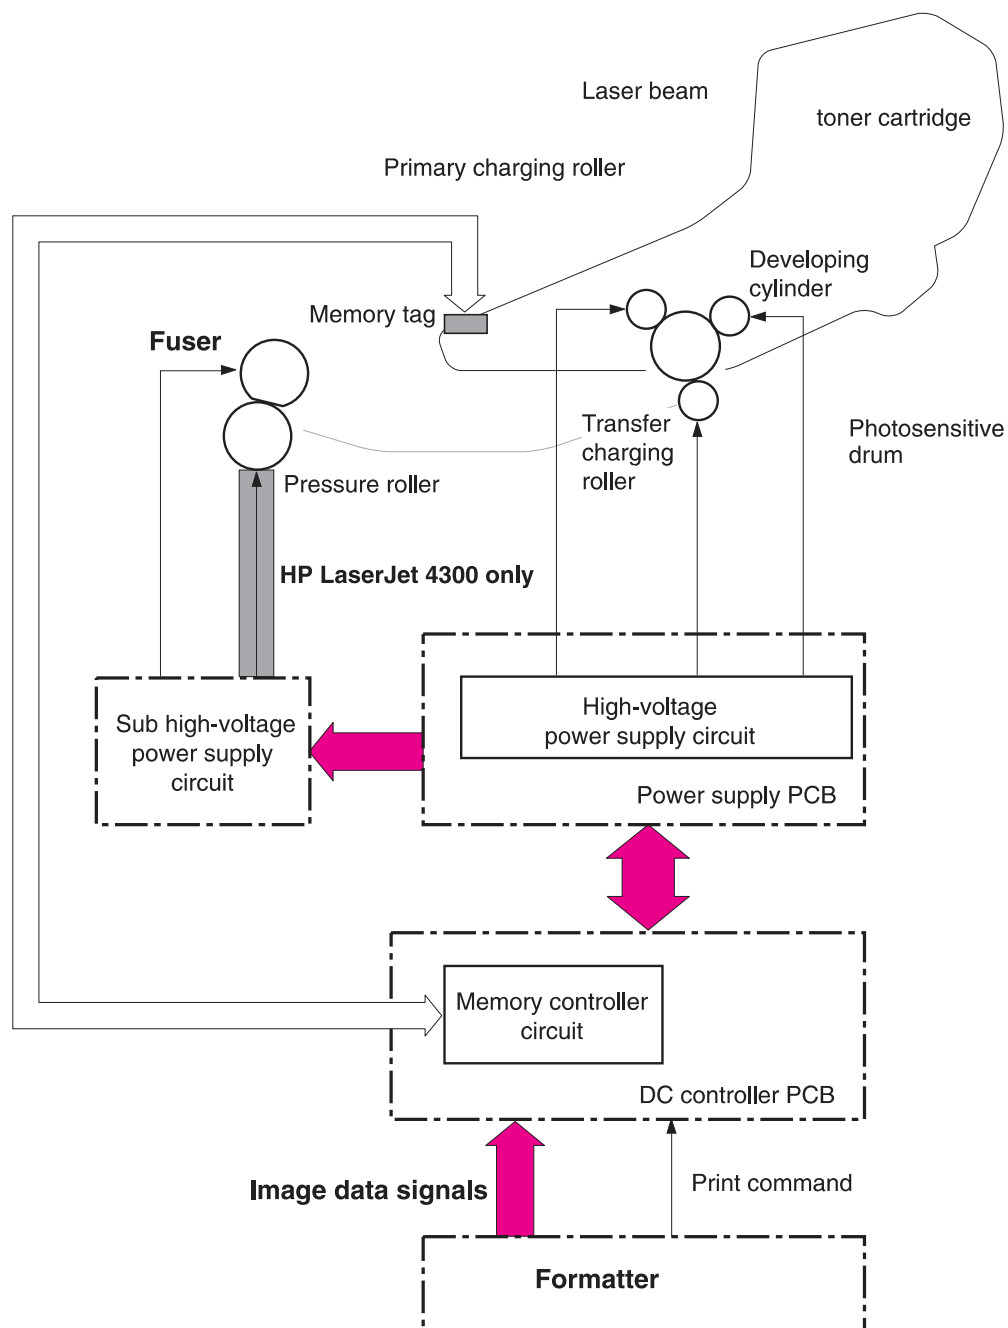 Laser beam
toner cartridge
Primary charging roller
Developing
cylinder
Memory tag
Fuser
Transfer
charging
roller
Photosensitive
drum
Pressure roller
HP LaserJet 4300 only
Sub high-voltage
power supply
circuit
High-voltage
power supply circuit
Power supply PCB
Memory controller
circuit
DC controller PCB
Image data signals
Print command
Formatter